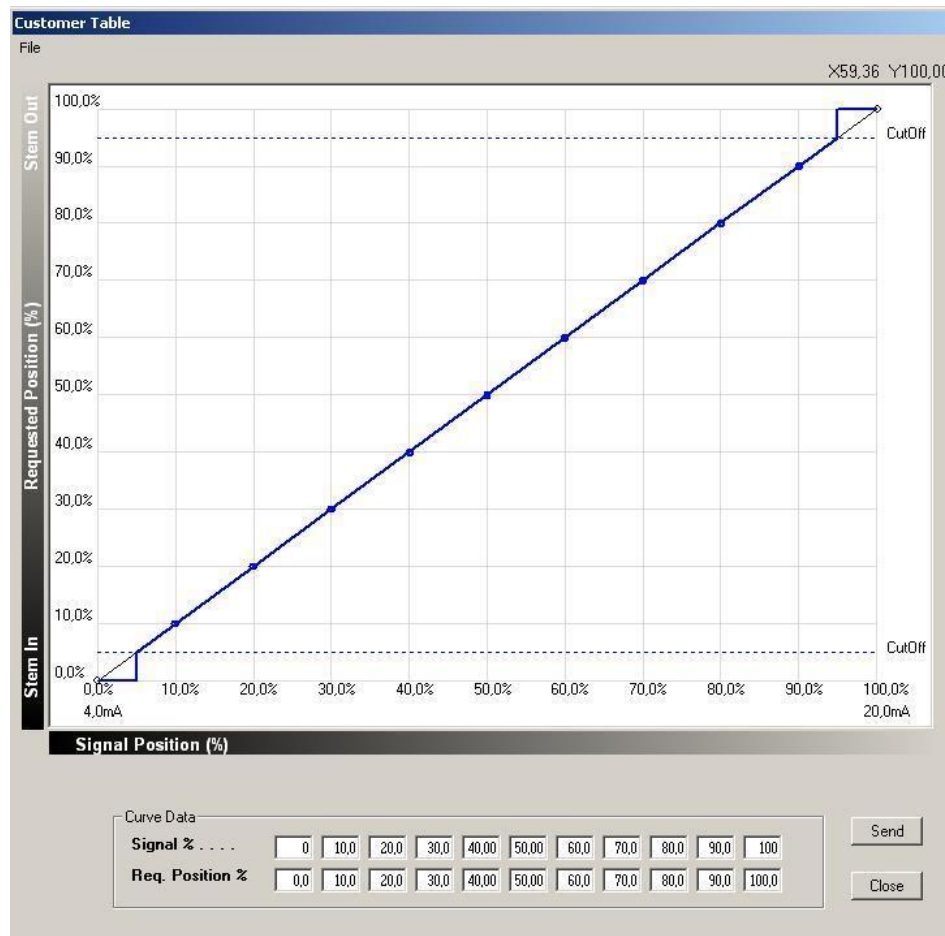 Customer Table
File
X59,36 Y100,00
Stem Out
Requested Position (%)
Stem In
100,0%
CutOff
90,0%
80,0%
70,0%
60,0%
50,0%
40,0%
30,0%
20,0%
10,0%
CutOff
0,0%
0,0% 10,0% 20,0% 30,0% 40,0% 50,0% 60,0% 70,0% 80,0% 90,0% 100,0%
4,0mA 20,0mA
Signal Position (%)
Curve Data
Signal % . . . . 0 10,0 20,0 30,0 40,00 50,00 60,0 70,0 80,0 90,0 100
Send
Req. Position % 0,0 10,0 20,0 30,0 40,00 50,00 60,0 70,0 80,0 90,0 100,0
Close